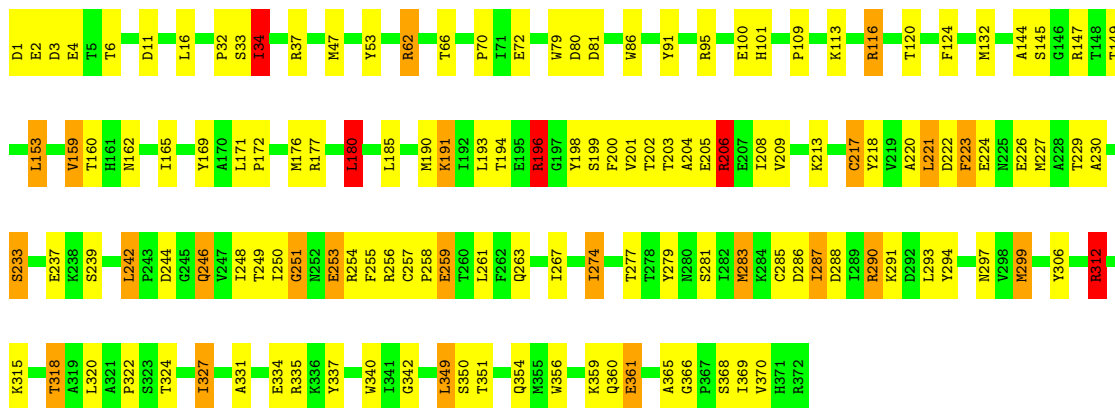 D1 E2 D3 E4 T5 T6 D11 L16 P32 S33 I34 R37 M47 Y53 R62 T66 P70 I71 E72 W79 D80 D81 W86 Y91 R95 E100 H101 P109 K113 R116 T120 F124 M132 A144 S145 G146 R147 T148 T149
L153 V159 T160 H161 N162 I165 Y169 A170 L171 P172 M176 R177 L180 L185 M190 K191 I192 L193 T194 E195 R196 G197 Y198 S199 F200 V201 T202 T203 A204 E205 R206 E207 I208 V209 K213 C217 Y218 V219 A220 L221 D222 F223 E224 N225 E226 M227 A228 T229 A230
S233 E237 K238 S239 L242 P243 D244 G245 Q246 V247 I248 T249 I250 G251 N252 E253 R254 F255 R256 C257 P258 E259 T260 L261 F262 Q263 I267 I274 T277 T278 Y279 N280 S281 I282 M283 K284 C285 D286 I287 D288 I289 R290 K291 D292 L293 Y294 N297 V298 M299 Y306 R312
K315 T318 A319 L320 A321 P322 S323 T324 I327 A331 E334 R335 K336 Y337 W340 I341 G342 L349 S350 T351 Q354 M355 W356 K359 Q360 E361 A365 G366 P367 S368 I369 V370 H371 R372